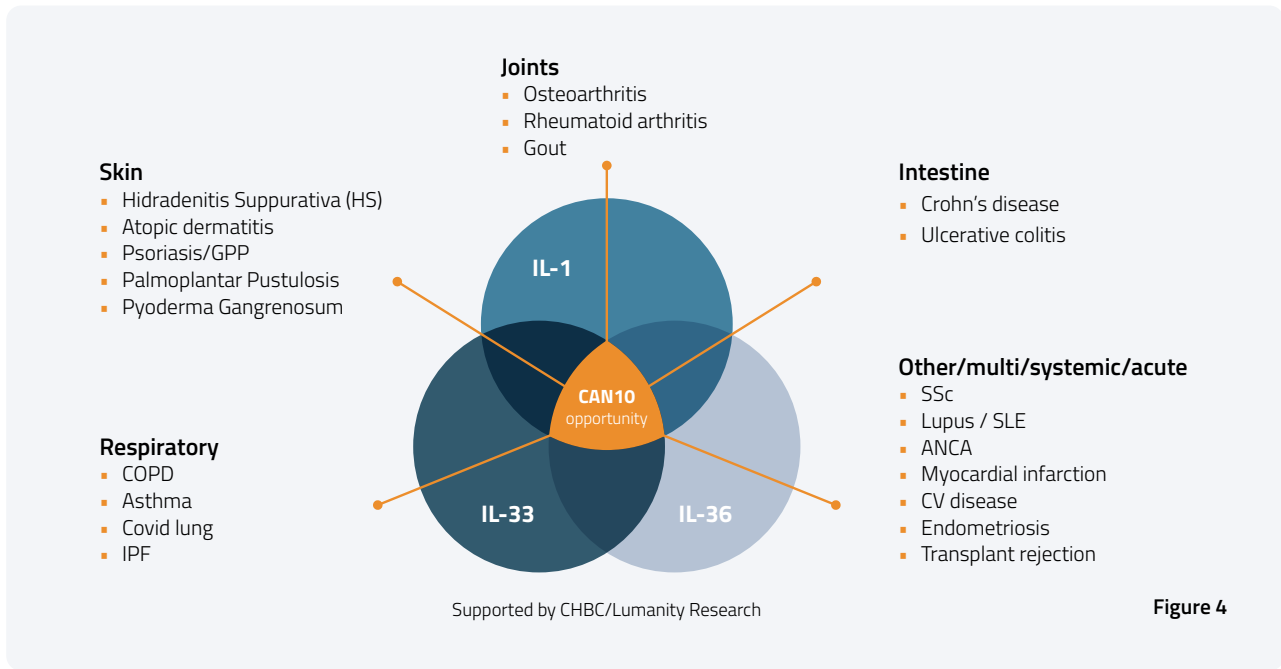 Joints
▪ Osteoarthritis
▪ Rheumatoid arthritis
▪ Gout
Skin
▪ Hidradenitis Suppurativa (HS)
▪ Atopic dermatitis
▪ Psoriasis/GPP
▪ Palmoplantar Pustulosis
▪ Pyoderma Gangrenosum
Intestine
▪ Crohn’s disease
▪ Ulcerative colitis
IL-1
CAN10
opportunity
IL-33
IL-36
Respiratory
▪ COPD
▪ Asthma
▪ Covid lung
▪ IPF
Other/multi/systemic/acute
▪ SSc
▪ Lupus / SLE
▪ ANCA
▪ Myocardial infarction
▪ CV disease
▪ Endometriosis
▪ Transplant rejection
Supported by CHBC/Lumanity Research
Figure 4